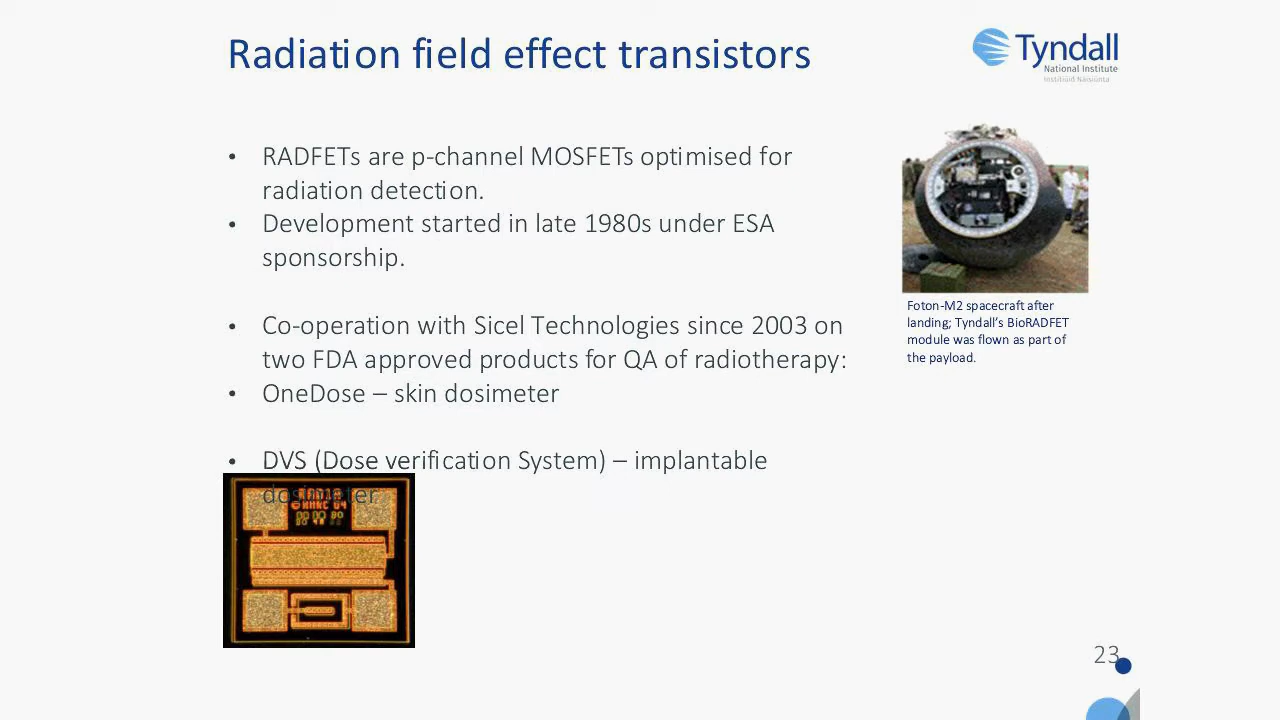 Radiation field effect transistors
Tyndall
National Institute
Institiúid Náisiúnta
• RADFETs are p-channel MOSFETs optimised for
radiation detection.
• Development started in late 1980s under ESA
sponsorship.
• Co-operation with Sicel Technologies since 2003 on
two FDA approved products for QA of radiotherapy:
• OneDose – skin dosimeter
• DVS (Dose verification System) – implantable
dosimeter
Foton-M2 spacecraft after
landing; Tyndall's BioRADFET
module was flown as part of
the payload.
23